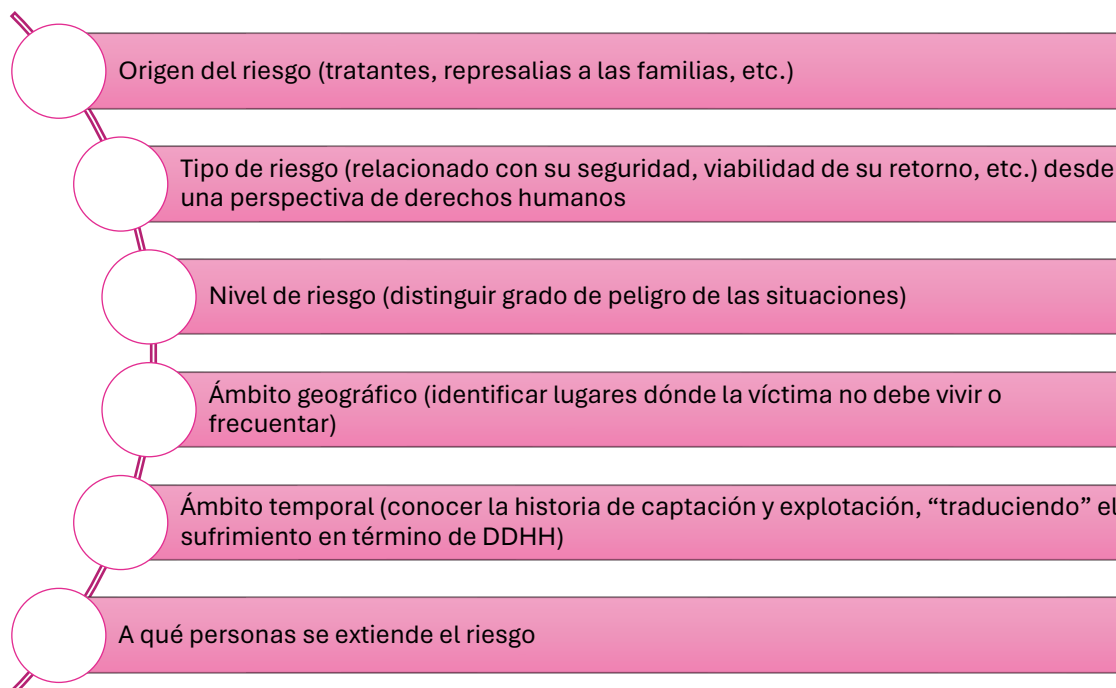 Origen del riesgo (tratantes, represalias a las familias, etc.)
Tipo de riesgo (relacionado con su seguridad, viabilidad de su retorno, etc.) desde
una perspectiva de derechos humanos
Nivel de riesgo (distinguir grado de peligro de las situaciones)
Ámbito geográfico (identificar lugares dónde la víctima no debe vivir o
frecuentar)
Ámbito temporal (conocer la historia de captación y explotación, “traduciendo” el
sufrimiento en término de DDHH)
A qué personas se extiende el riesgo